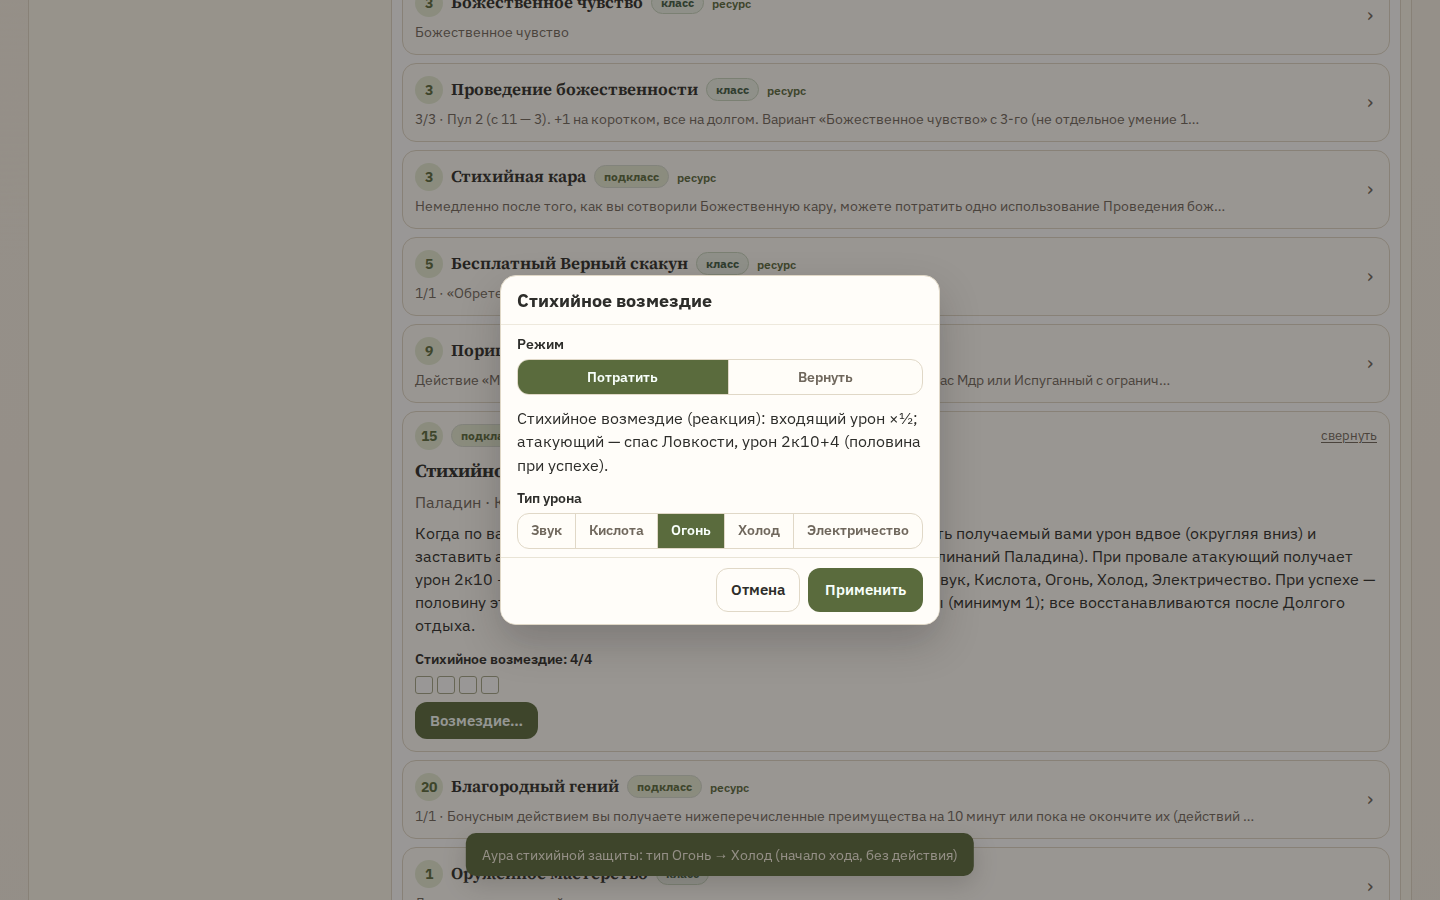 3 Божественное чувство класс ресурс
Божественное чувство
3 Проведение божественности класс ресурс
3/3 · Пул 2 (с 11 — 3). +1 на коротком, все на долгом. Вариант «Божественное чувство» с 3-го (не отдельное умение 1...
3 Стихийная кара подкласс ресурс
Немедленно после того, как вы сотворили Божественную кару, можете потратить одно использование Проведения бож...
5 Бесплатный Верный скакун класс ресурс
1/1 · «Обрете
9
Действие «М ас Мдр или Испуганный с огранич...
Стихийное возмездие
Режим
Потратить Вернуть
Стихийное возмездие (реакция): входящий урон ×½;
атакующий — спас Ловкости, урон 2к10+4 (половина
при успехе).
Тип урона
Звук Кислота Огонь Холод Электричество
Отмена Применить
15 свернуть
Паладин ·
Когда по ва ть получаемый вами урон вдвое (округляя вниз) и
заставить а линаний Паладина). При провале атакующий получает
урон 2к10 вук, Кислота, Огонь, Холод, Электричество. При успехе —
половину э (минимум 1); все восстанавливаются после Долгого
отдыха.
Стихийное возмездие: 4/4
Возмездие...
20 Благородный гений подкласс ресурс
1/1 · Бонусным действием вы получаете нижеперечисленные преимущества на 10 минут или пока не окончите их (действий ...
Аура стихийной защиты: тип Огонь → Холод (начало хода, без действия)
1 Оружейное мастерство класс